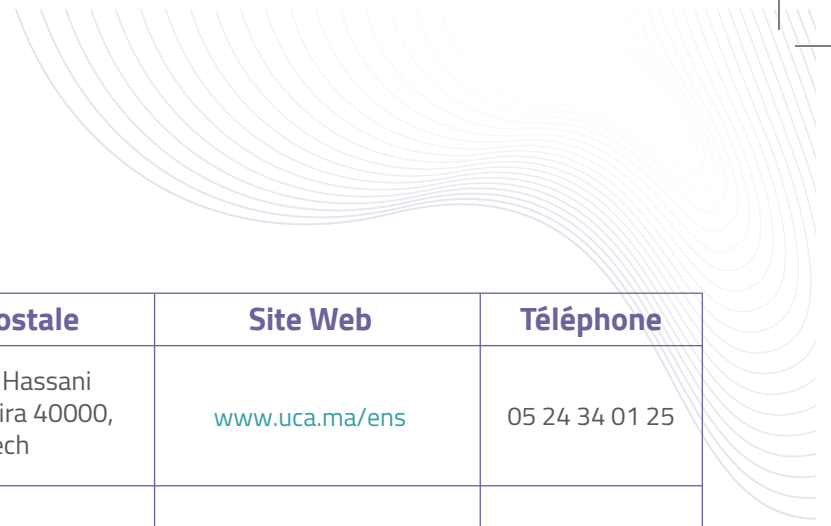 ostale Site Web Téléphone
Hassani
ira 40000,
ech
www.uca.ma/ens
05 24 34 01 25